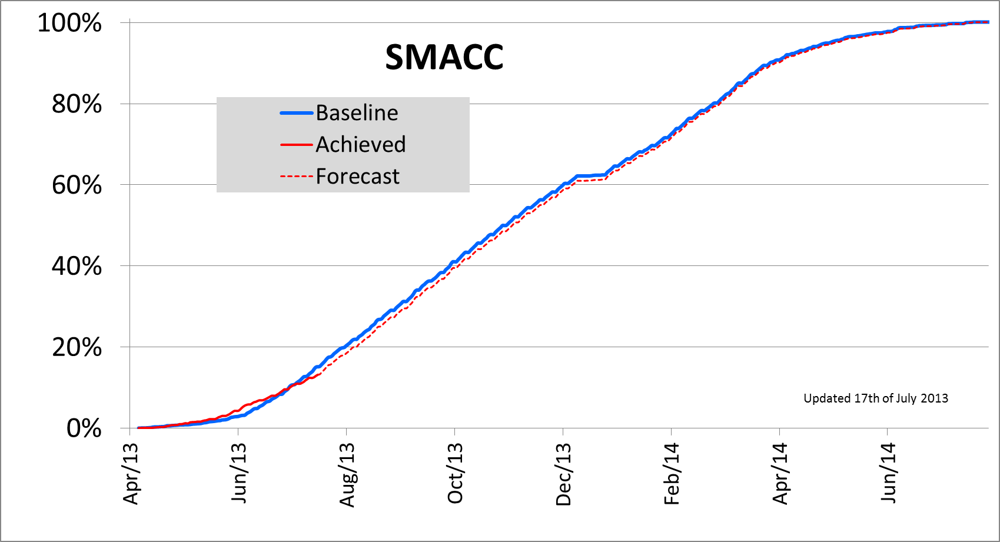 SMACC
Baseline
Achieved
Forecast
100%
80%
60%
40%
20%
0%
Updated 17th of July 2013
Apr/13
Jun/13
Aug/13
Oct/13
Dec/13
Feb/14
Apr/14
Jun/14